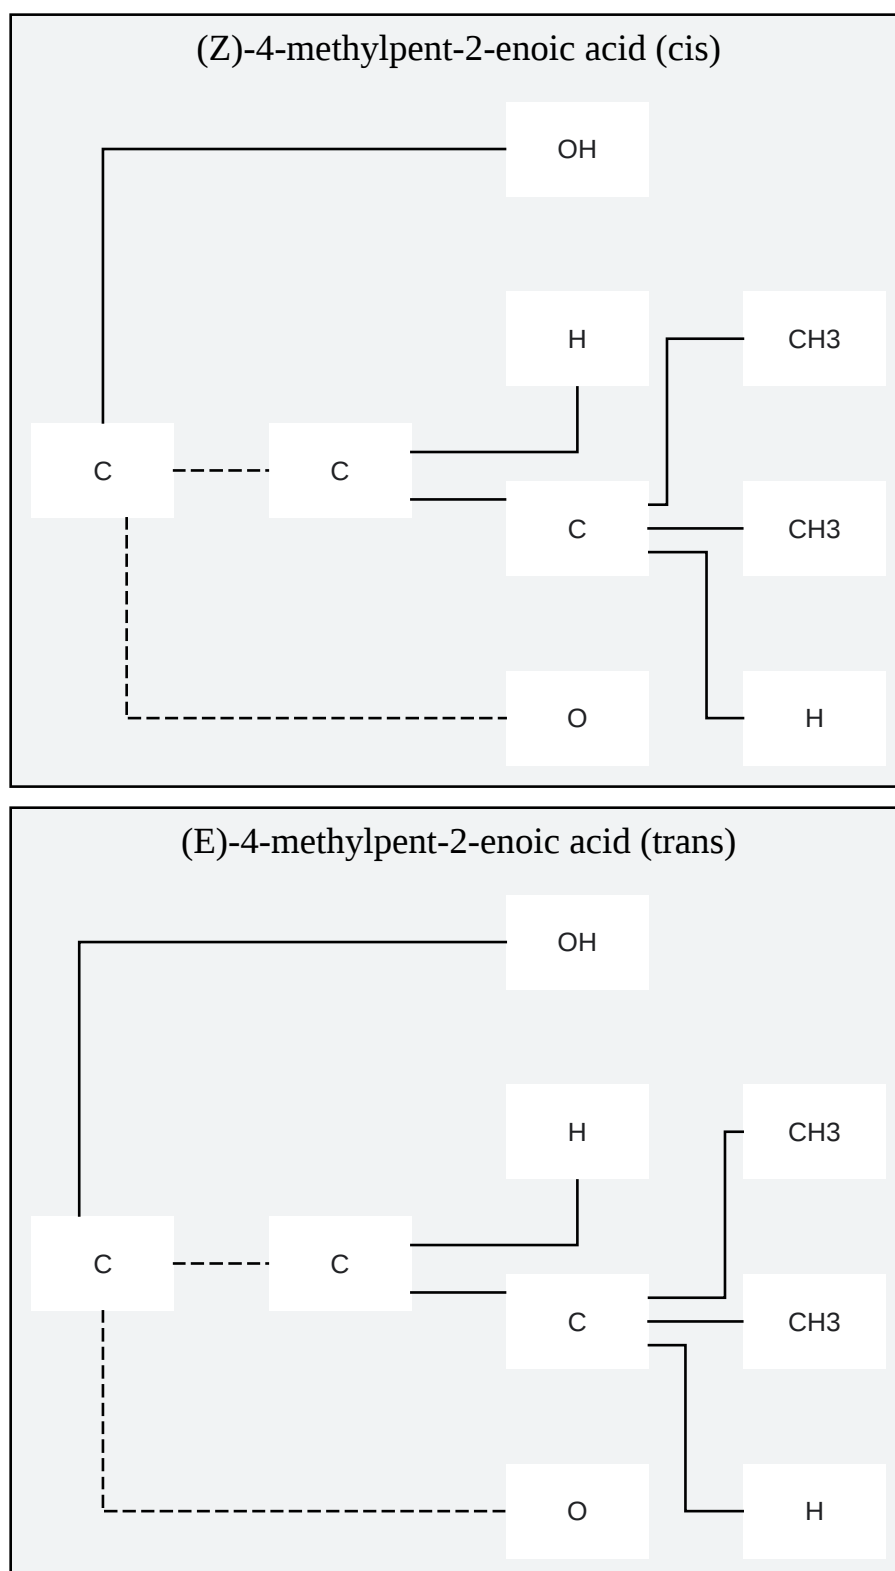 (Z)-4-methylpent-2-enoic acid (cis)
OH
H
CH3
C
C
C
CH3
O
H
(E)-4-methylpent-2-enoic acid (trans)
OH
H
CH3
C
C
C
CH3
O
H